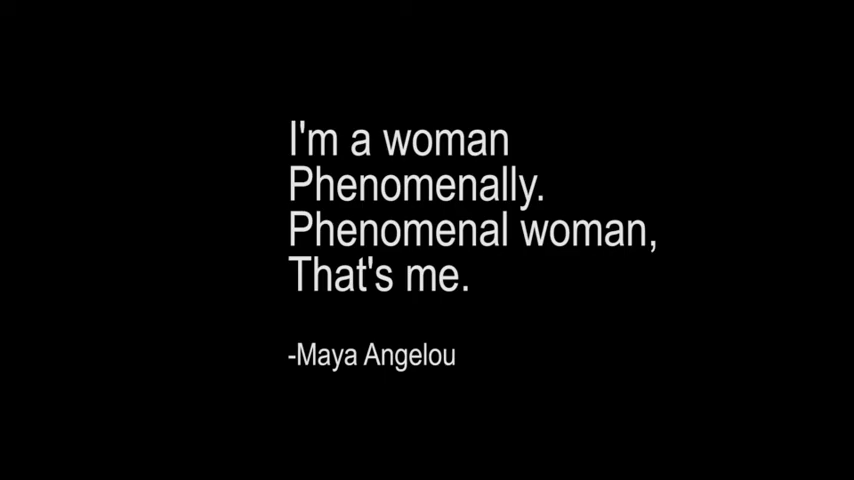 I'm a woman
Phenomenally.
Phenomenal woman,
That's me.
-Maya Angelou